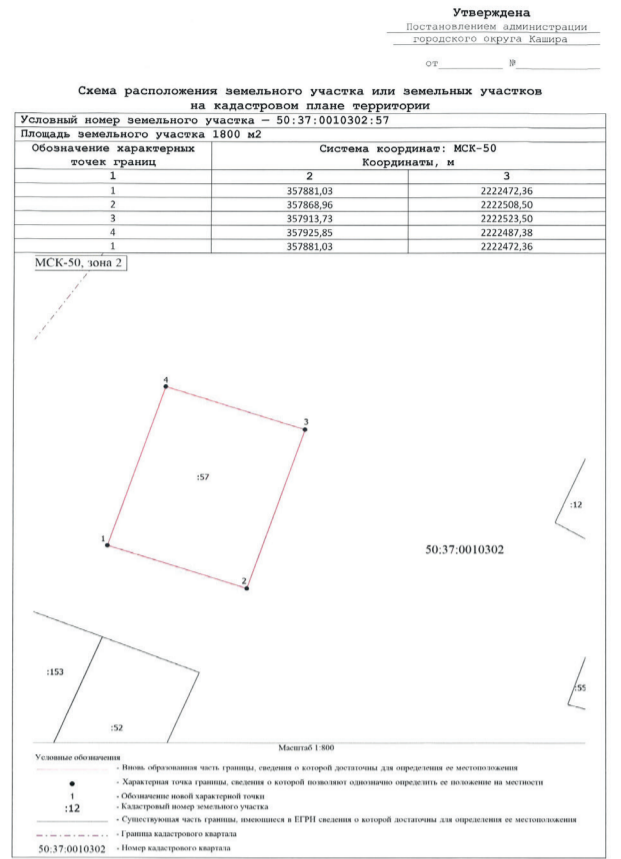 Утверждена
Постановлением администрации
городского округа Кашира
от №
Схема расположения земельного участка или земельных участков
на кадастровом плане территории
Условный номер земельного участка — 50:37:0010302:57
Площадь земельного участка 1800 м2
Обозначение характерных точек границ
Система координат: МСК-50
Координаты, м
1 2 3
1 357881,03 2222472,36
2 357868,96 2222508,50
3 357913,73 2222523,50
4 357925,85 2222487,38
1 357881,03 2222472,36
МСК-50, зона 2
4
3
:57
:12
1
50:37:0010302
2
:153
:55
:52
Масштаб 1:800
Условные обозначения
- Вновь образованная часть границы, сведения о которой достаточны для определения ее местоположения
- Характерная точка границы, сведения о которой позволяют однозначно определить ее положение на местности
1 - Обозначение новой характерной точки
:12 - Кадастровый номер земельного участка
- Существующая часть границы, имеющиеся в ЕГРН сведения о которой достаточны для определения ее местоположения
- Граница кадастрового квартала
50:37:0010302 - Номер кадастрового квартала